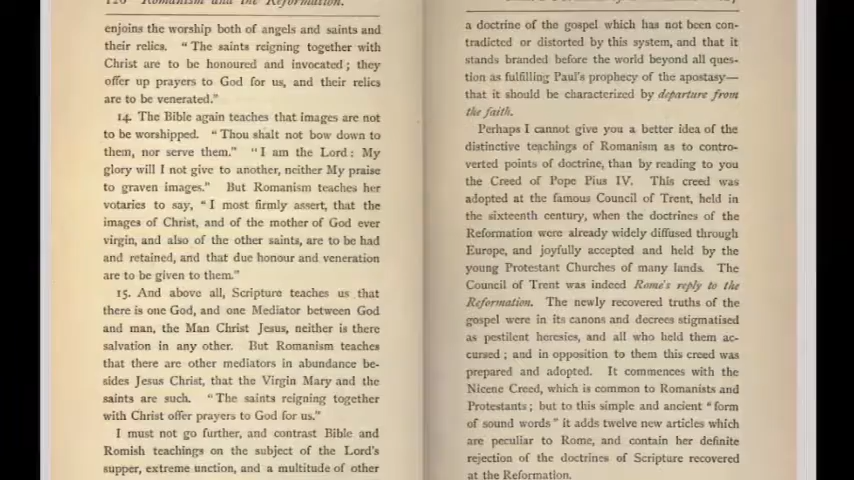 Romanism and the Reformation.
enjoins the worship both of angels and saints and
their relics. “The saints reigning together with
Christ are to be honoured and invocated; they
offer up prayers to God for us, and their relics
are to be venerated.”
14. The Bible again teaches that images are not
to be worshipped. “Thou shalt not bow down to
them, nor serve them.” “I am the Lord: My
glory will I not give to another, neither My praise
to graven images.” But Romanism teaches her
votaries to say, “I most firmly assert, that the
images of Christ, and of the mother of God ever
virgin, and also of the other saints, are to be had
and retained, and that due honour and veneration
are to be given to them.”
15. And above all, Scripture teaches us that
there is one God, and one Mediator between God
and man, the Man Christ Jesus, neither is there
salvation in any other. But Romanism teaches
that there are other mediators in abundance be-
sides Jesus Christ, that the Virgin Mary and the
saints are such. “The saints reigning together
with Christ offer prayers to God for us.”
I must not go further, and contrast Bible and
Romish teachings on the subject of the Lord's
supper, extreme unction, and a multitude of other
a doctrine of the gospel which has not been con-
tradicted or distorted by this system, and that it
stands branded before the world beyond all ques-
tion as fulfilling Paul's prophecy of the apostasy—
that it should be characterized by departure from
the faith.
Perhaps I cannot give you a better idea of the
distinctive teachings of Romanism as to contro-
verted points of doctrine, than by reading to you
the Creed of Pope Pius IV. This creed was
adopted at the famous Council of Trent, held in
the sixteenth century, when the doctrines of the
Reformation were already widely diffused through
Europe, and joyfully accepted and held by the
young Protestant Churches of many lands. The
Council of Trent was indeed Rome's reply to the
Reformation. The newly recovered truths of the
gospel were in its canons and decrees stigmatised
as pestilent heresies, and all who held them ac-
cursed; and in opposition to them this creed was
prepared and adopted. It commences with the
Nicene Creed, which is common to Romanists and
Protestants; but to this simple and ancient “form
of sound words” it adds twelve new articles which
are peculiar to Rome, and contain her definite
rejection of the doctrines of Scripture recovered
at the Reformation.